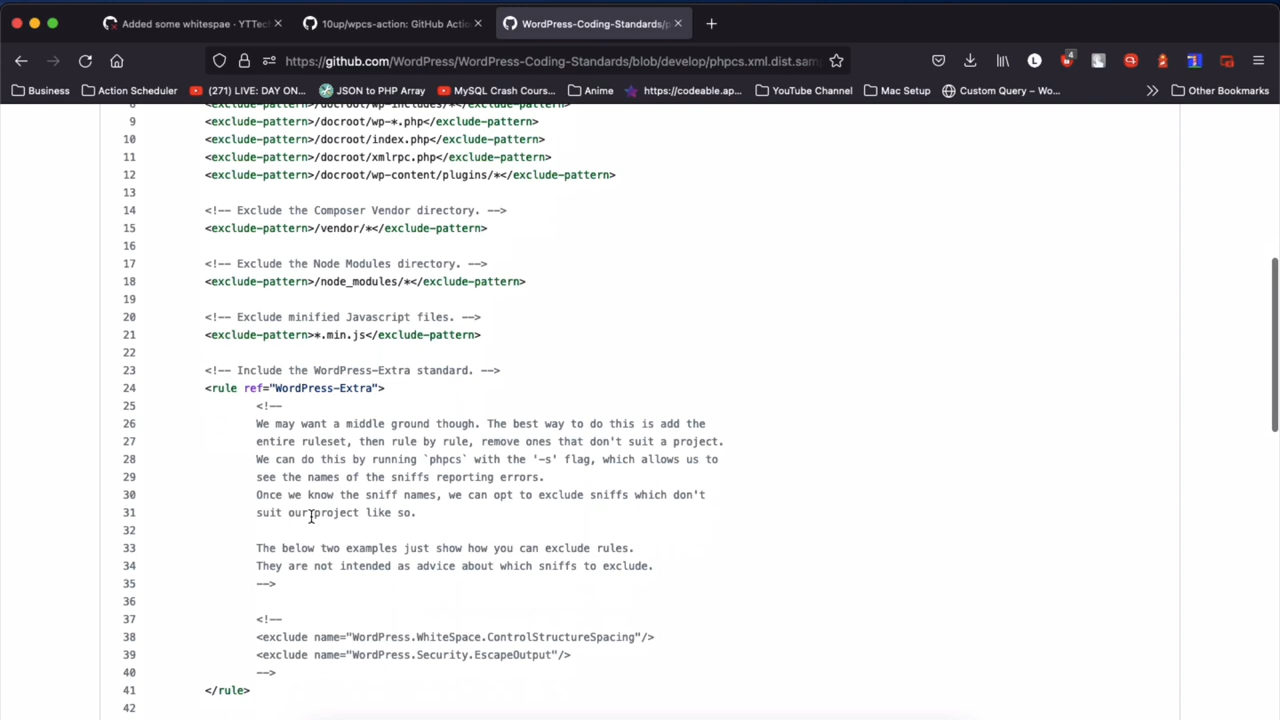 Added some whitespae - YTTec
10up/wpcs-action: GitHub Actio
WordPress-Coding-Standards/p
https://github.com/WordPress/WordPress-Coding-Standards/blob/develop/phpcs.xml.dist.sam
4
Business
Action Scheduler
(271) LIVE: DAY ON...
JSON to PHP Array
MySQL Crash Cours...
Anime
https://codeable.ap...
YouTube Channel
Mac Setup
Custom Query – Wo...
Other Bookmarks
8 <exclude-pattern>/docroot/wp-includes/*</exclude-pattern>
9 <exclude-pattern>/docroot/wp-*.php</exclude-pattern>
10 <exclude-pattern>/docroot/index.php</exclude-pattern>
11 <exclude-pattern>/docroot/xmlrpc.php</exclude-pattern>
12 <exclude-pattern>/docroot/wp-content/plugins/*</exclude-pattern>
13
14 <!-- Exclude the Composer Vendor directory. -->
15 <exclude-pattern>/vendor/*</exclude-pattern>
16
17 <!-- Exclude the Node Modules directory. -->
18 <exclude-pattern>/node_modules/*</exclude-pattern>
19
20 <!-- Exclude minified Javascript files. -->
21 <exclude-pattern>*.min.js</exclude-pattern>
22
23 <!-- Include the WordPress-Extra standard. -->
24 <rule ref="WordPress-Extra">
25 <!--
26 We may want a middle ground though. The best way to do this is add the
27 entire ruleset, then rule by rule, remove ones that don't suit a project.
28 We can do this by running `phpcs` with the '-s' flag, which allows us to
29 see the names of the sniffs reporting errors.
30 Once we know the sniff names, we can opt to exclude sniffs which don't
31 suit our project like so.
32
33 The below two examples just show how you can exclude rules.
34 They are not intended as advice about which sniffs to exclude.
35 -->
36
37 <!--
38 <exclude name="WordPress.WhiteSpace.ControlStructureSpacing"/>
39 <exclude name="WordPress.Security.EscapeOutput"/>
40 -->
41 </rule>
42